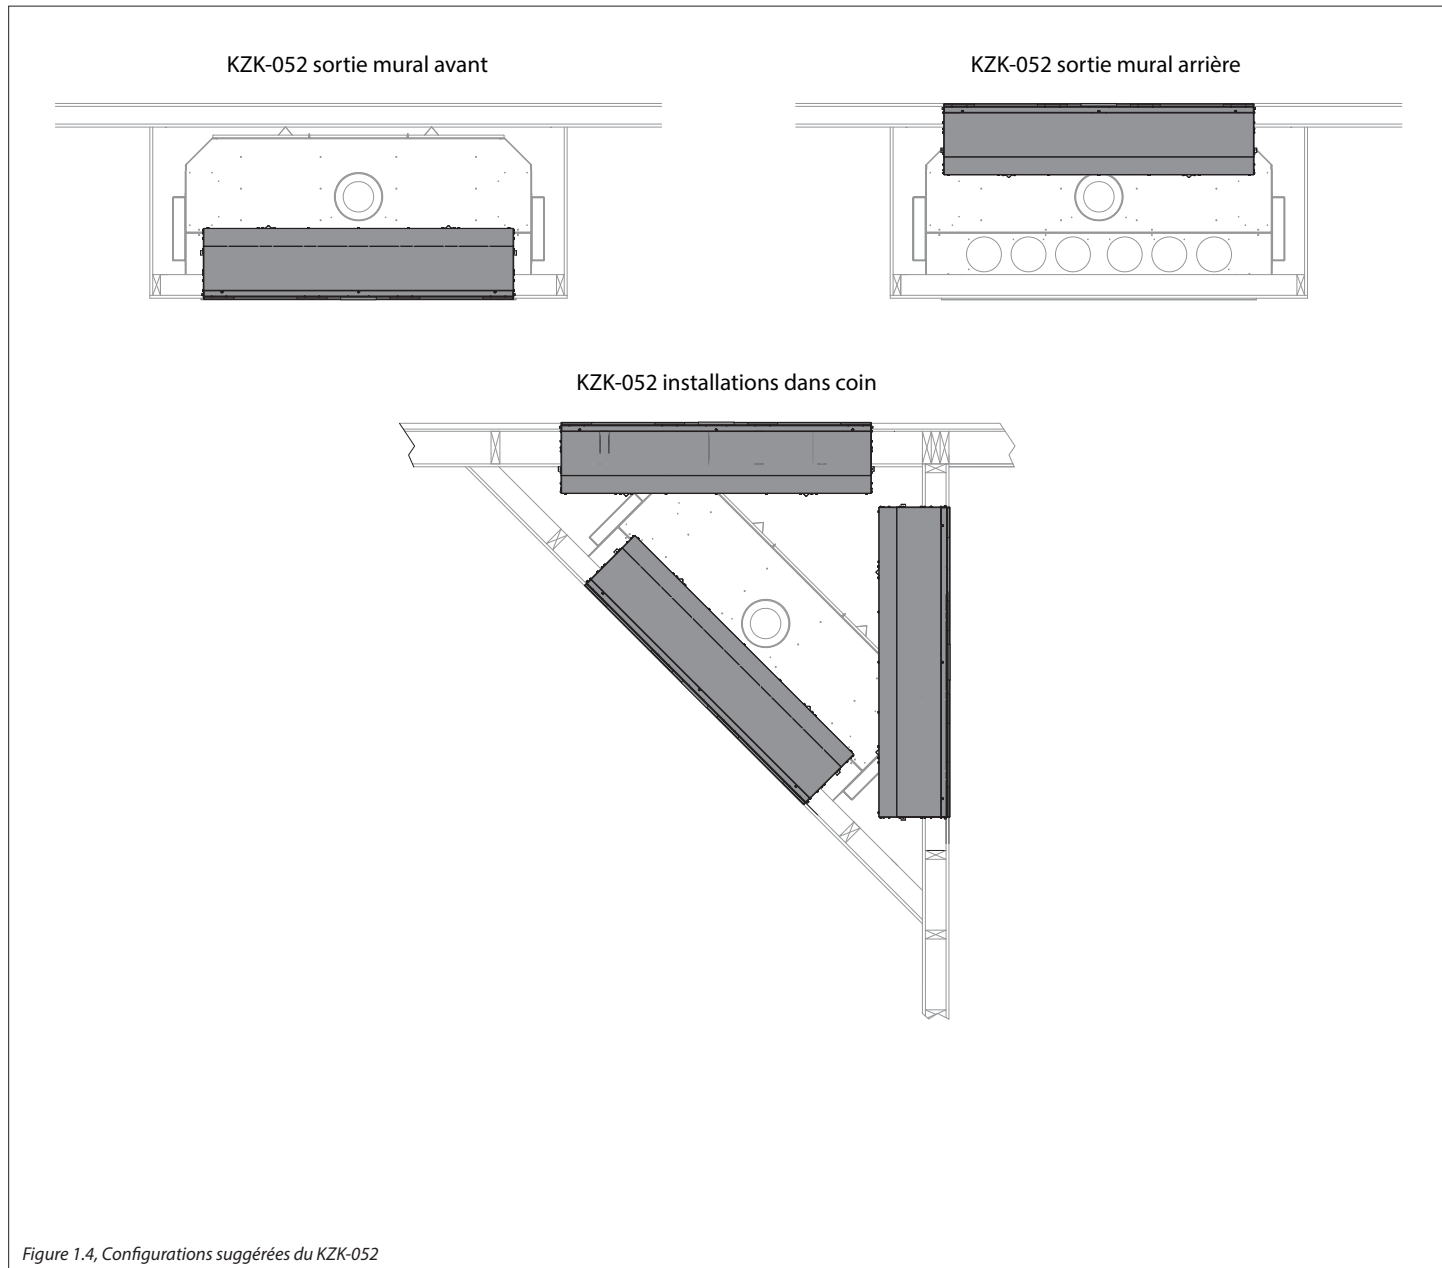 KZK-052 sortie mural avant
KZK-052 sortie mural arrière
KZK-052 installations dans coin
Figure 1.4, Configurations suggérées du KZK-052